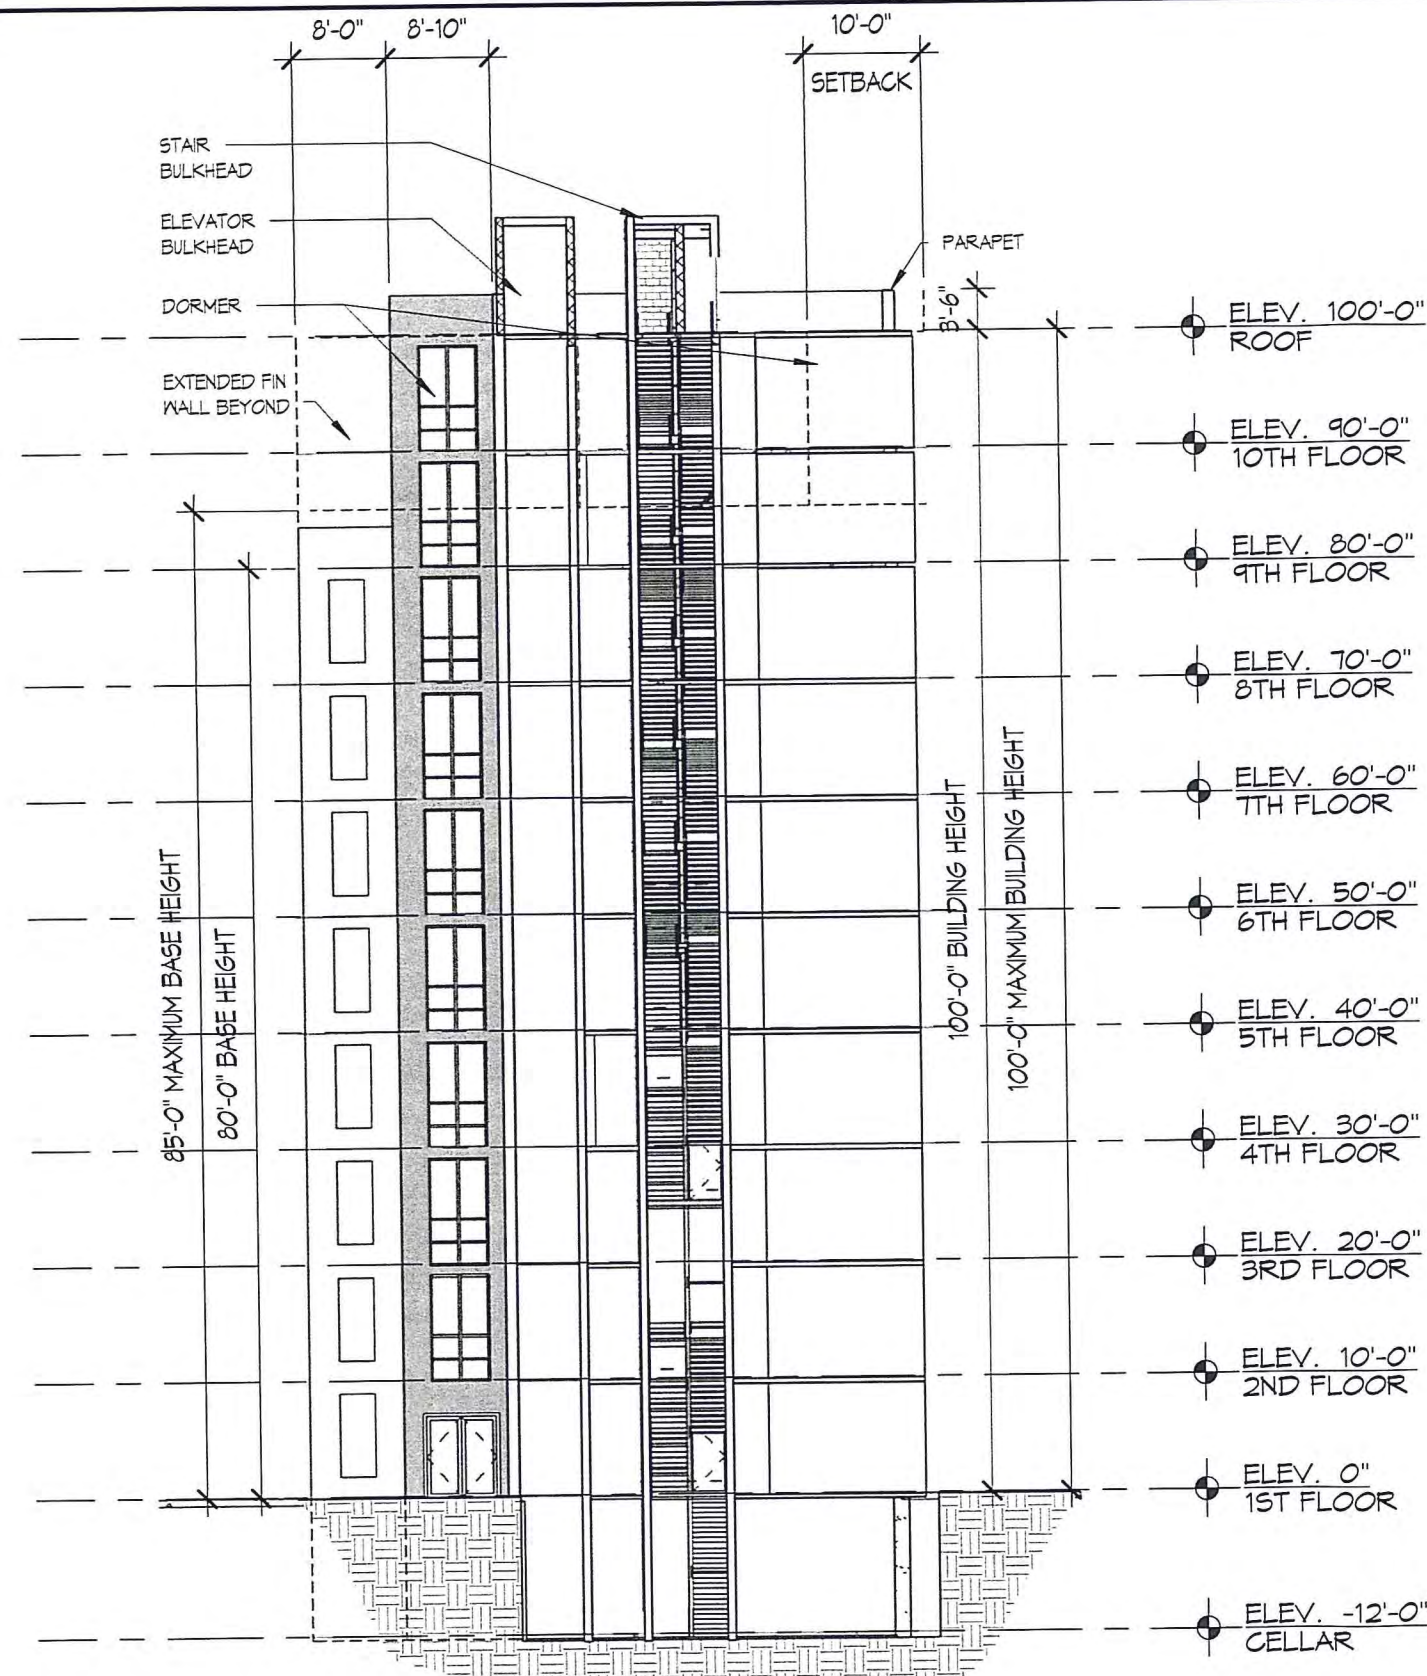 8'-0" 8'-10" 10'-0"
SETBACK
STAIR
BULKHEAD
ELEVATOR
BULKHEAD
PARAPET
DORMER
3'-6"
EXTENDED FIN
WALL BEYOND
ELEV. 100'-0"
ROOF
ELEV. 90'-0"
10TH FLOOR
ELEV. 80'-0"
9TH FLOOR
ELEV. 70'-0"
8TH FLOOR
ELEV. 60'-0"
7TH FLOOR
ELEV. 50'-0"
6TH FLOOR
ELEV. 40'-0"
5TH FLOOR
ELEV. 30'-0"
4TH FLOOR
ELEV. 20'-0"
3RD FLOOR
ELEV. 10'-0"
2ND FLOOR
ELEV. 0"
1ST FLOOR
ELEV. -12'-0"
CELLAR
85'-0" MAXIMUM BASE HEIGHT
80'-0" BASE HEIGHT
100'-0" BUILDING HEIGHT
100'-0" MAXIMUM BUILDING HEIGHT